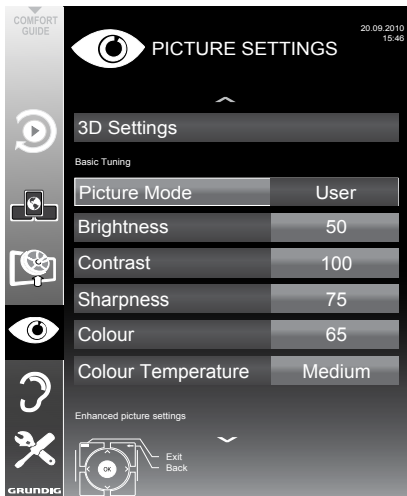 COMFORT
GUIDE
PICTURE SETTINGS
20.09.2010
15:46
3D Settings
Basic Tuning
Picture Mode User
Brightness 50
Contrast 100
Sharpness 75
Colour 65
Colour Temperature Medium
Enhanced picture settings
Exit
Back
OK
GRUNDIG